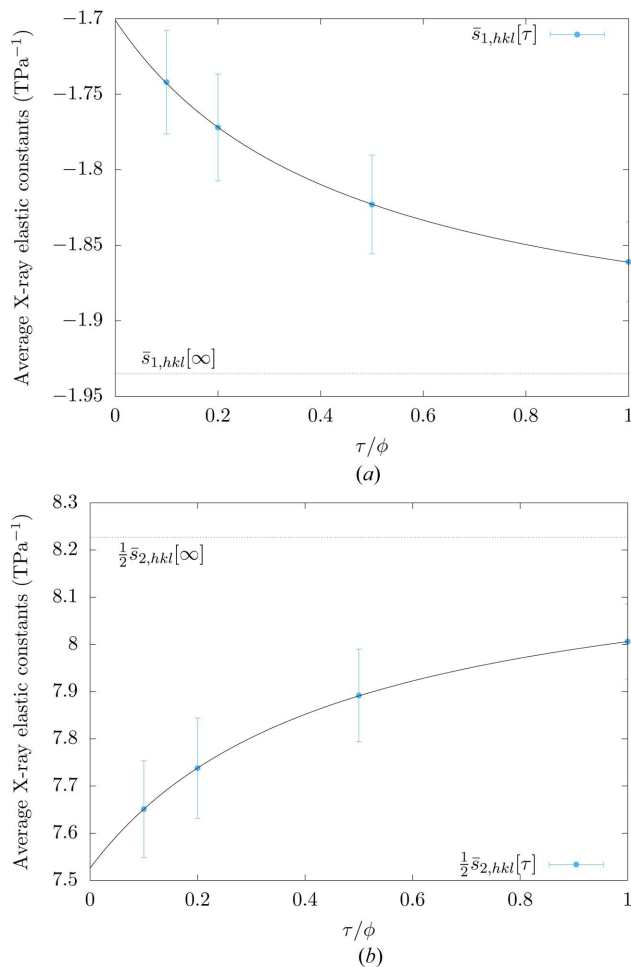 Average X-ray elastic constants (TPa⁻¹)
−1.7
−1.75
−1.8
−1.85
−1.9
−1.95
s̄₁,ₕₖₗ[τ]
s̄₁,ₕₖₗ[∞]
0 0.2 0.4 0.6 0.8 1
τ/ϕ
(a)
Average X-ray elastic constants (TPa⁻¹)
8.3
8.2
8.1
8
7.9
7.8
7.7
7.6
7.5
½s̄₂,ₕₖₗ[∞]
½s̄₂,ₕₖₗ[τ]
0 0.2 0.4 0.6 0.8 1
τ/ϕ
(b)